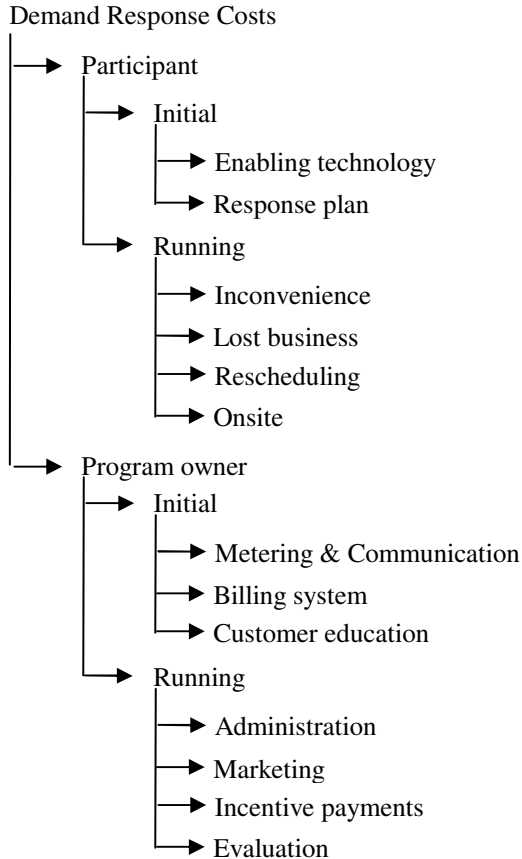 Demand Response Costs
Participant
Initial
Enabling technology
Response plan
Running
Inconvenience
Lost business
Rescheduling
Onsite
Program owner
Initial
Metering & Communication
Billing system
Customer education
Running
Administration
Marketing
Incentive payments
Evaluation